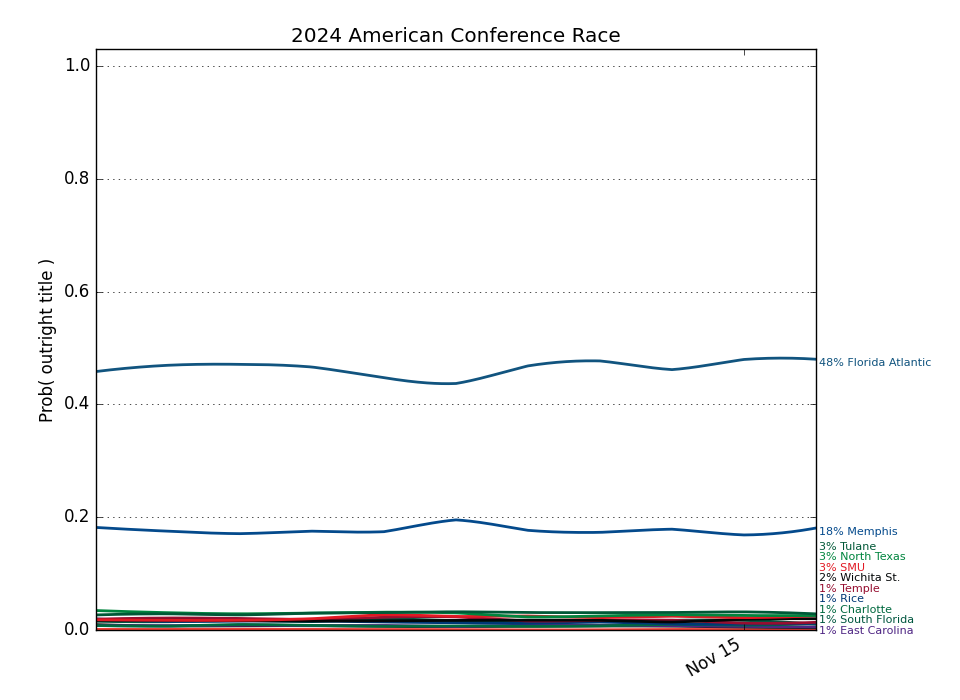 2024 American Conference Race
1.0
0.8
0.6
0.4
0.2
0.0
Prob( outright title )
48% Florida Atlantic
18% Memphis
3% Tulane
3% North Texas
3% SMU
2% Wichita St.
1% Temple
1% Rice
1% Charlotte
1% South Florida
1% East Carolina
Nov 15